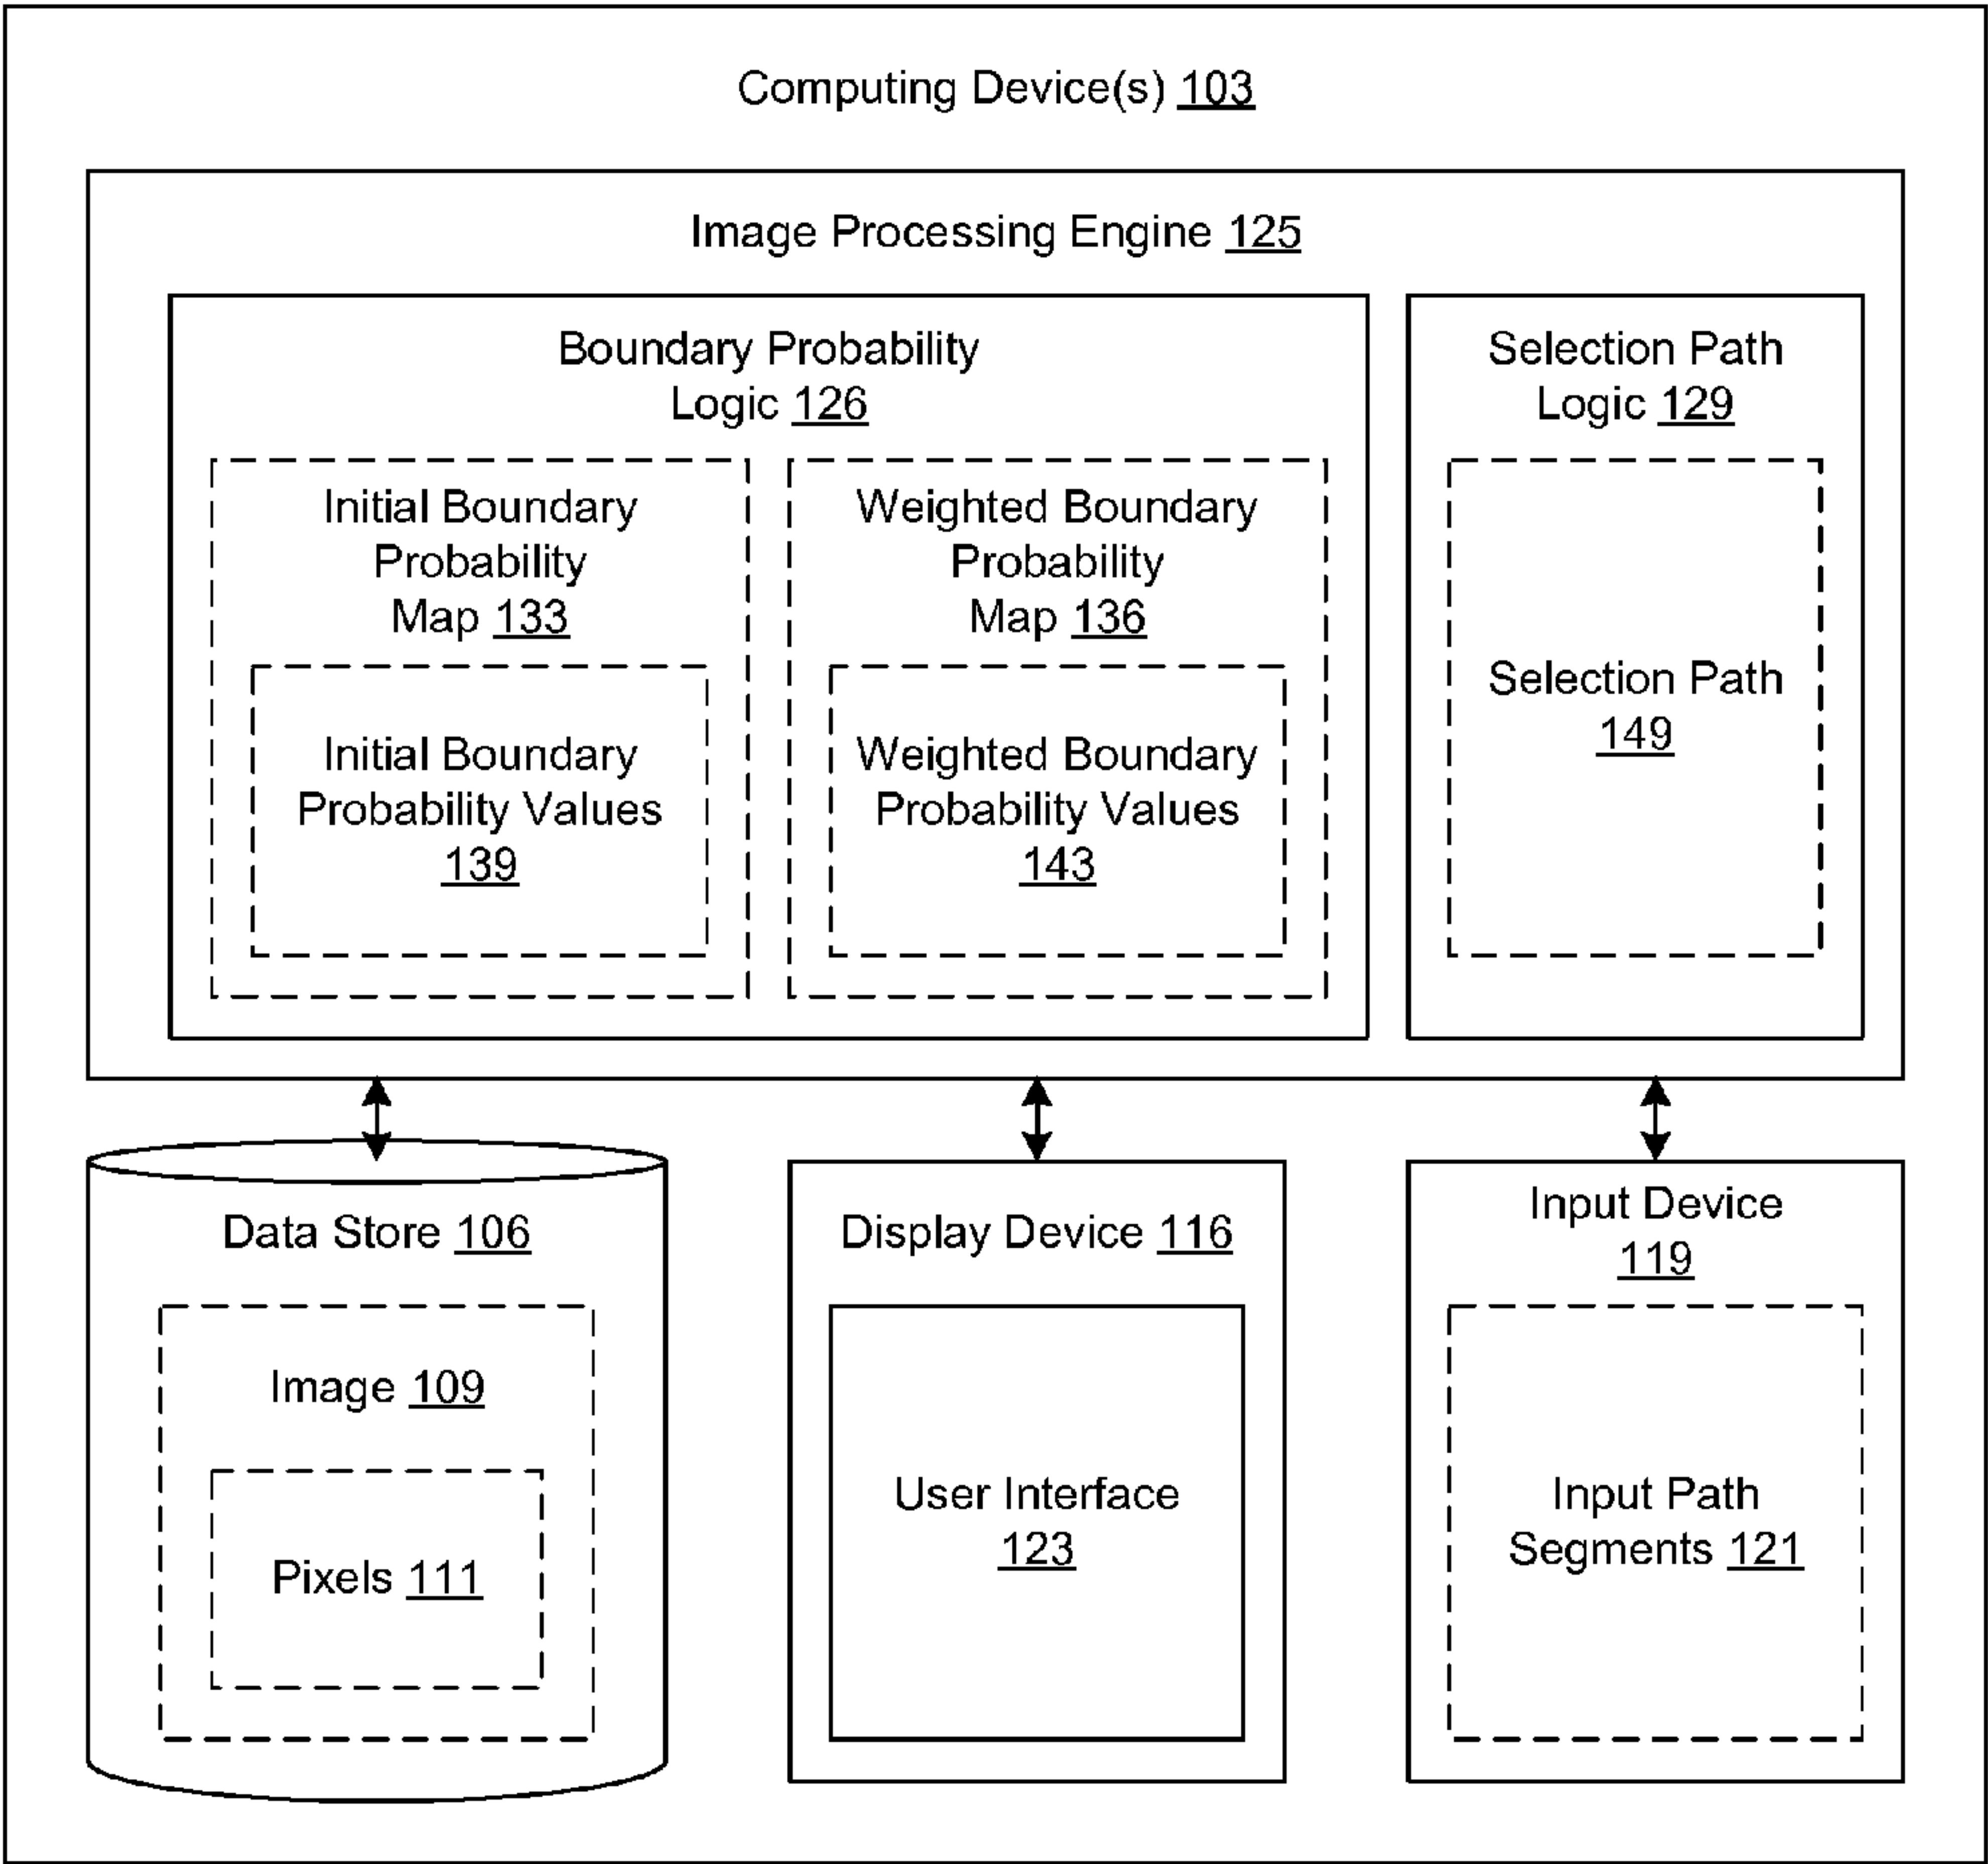 Computing Device(s) 103
Image Processing Engine 125
Boundary Probability
Logic 126
Initial Boundary
Probability
Map 133
Initial Boundary
Probability Values
139
Weighted Boundary
Probability
Map 136
Weighted Boundary
Probability Values
143
Selection Path
Logic 129
Selection Path
149
Data Store 106
Image 109
Pixels 111
Display Device 116
User Interface
123
Input Device
119
Input Path
Segments 121